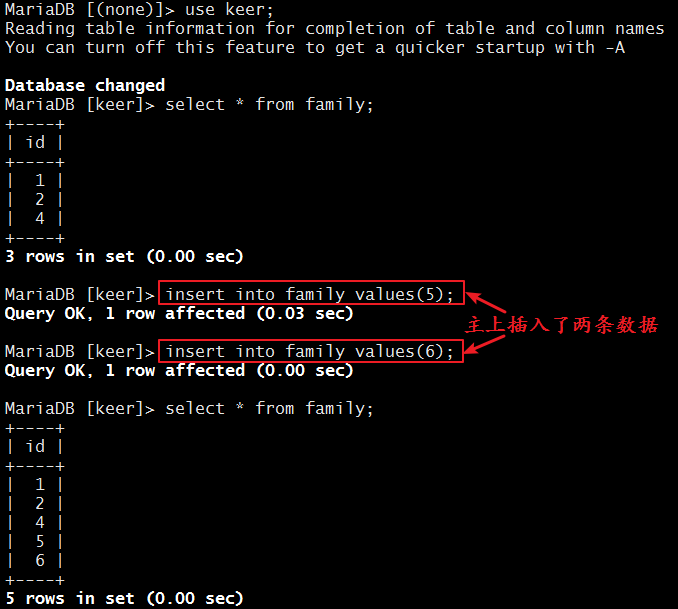 MariaDB [(none)]> use keer;
Reading table information for completion of table and column names
You can turn off this feature to get a quicker startup with -A
Database changed
MariaDB [keer]> select * from family;
+----+
| id |
+----+
|  1 |
|  2 |
|  4 |
+----+
3 rows in set (0.00 sec)
MariaDB [keer]> insert into family values(5);
Query OK, 1 row affected (0.03 sec)
主上插入了两条数据
MariaDB [keer]> insert into family values(6);
Query OK, 1 row affected (0.00 sec)
MariaDB [keer]> select * from family;
+----+
| id |
+----+
|  1 |
|  2 |
|  4 |
|  5 |
|  6 |
+----+
5 rows in set (0.00 sec)